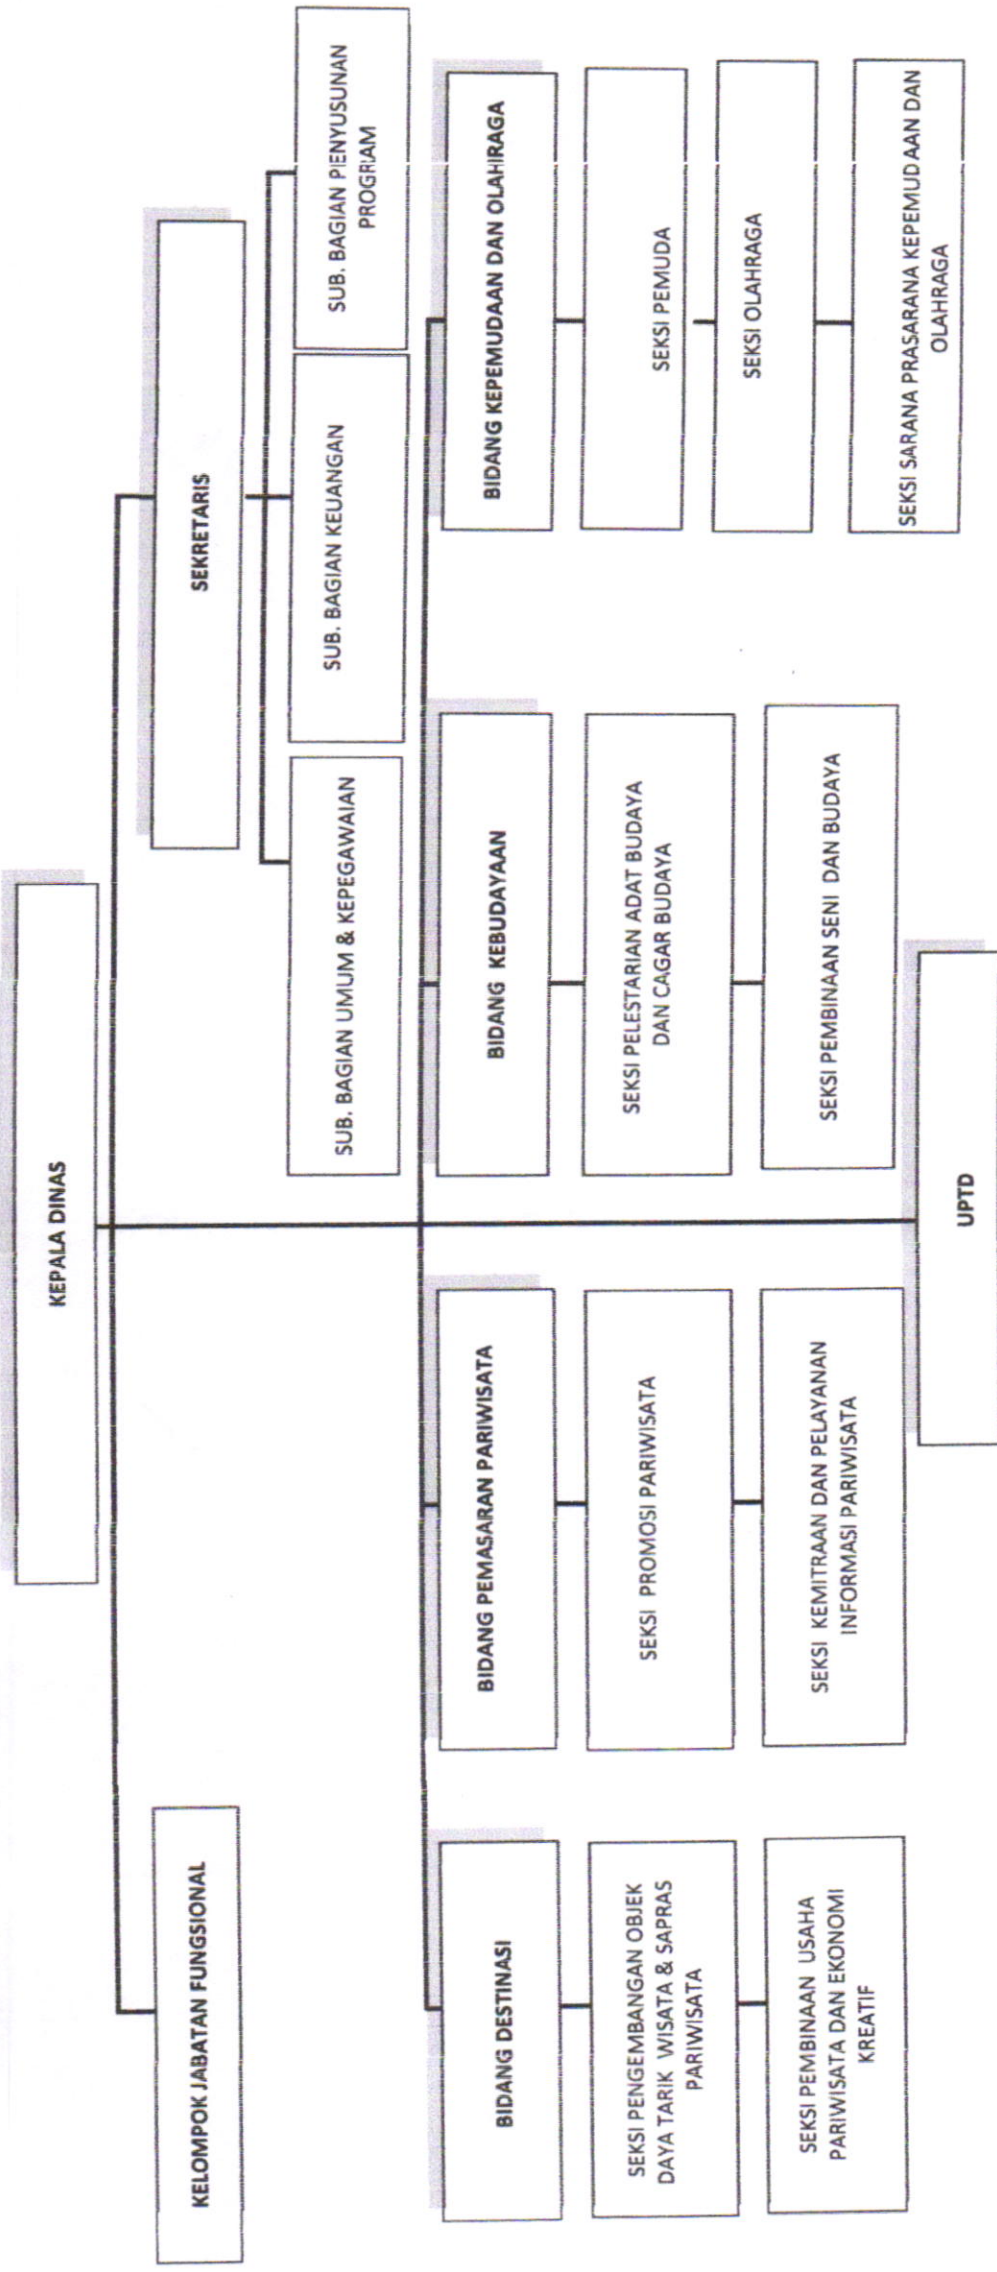 KEPALA DINAS
KELOMPOK JABATAN FUNGSIONAL
SEKRETARIS
SUB. BAGIAN UMUM & KEPEGAWAIAN
SUB. BAGIAN KEUANGAN
SUB. BAGIAN PENYUSUNAN
PROGRAM
BIDANG DESTINASI
SEKSI PENGEMBANGAN OBJEK
DAYA TARIK WISATA & SAPRAS
PARIWISATA
SEKSI PEMBINAAN USAHA
PARIWISATA DAN EKONOMI
KREATIF
BIDANG PEMASARAN PARIWISATA
SEKSI PROMOSI PARIWISATA
SEKSI KEMITRAAN DAN PELAYANAN
INFORMASI PARIWISATA
BIDANG KEBUDAYAAN
SEKSI PELESTARIAN ADAT BUDAYA
DAN CAGAR BUDAYA
SEKSI PEMBINAAN SENI DAN BUDAYA
BIDANG KEPEMUDAAN DAN OLAHRAGA
SEKSI PEMUDA
SEKSI OLAHRAGA
SEKSI SARANA PRASARANA KEPEMUDAAN DAN
OLAHRAGA
UPTD